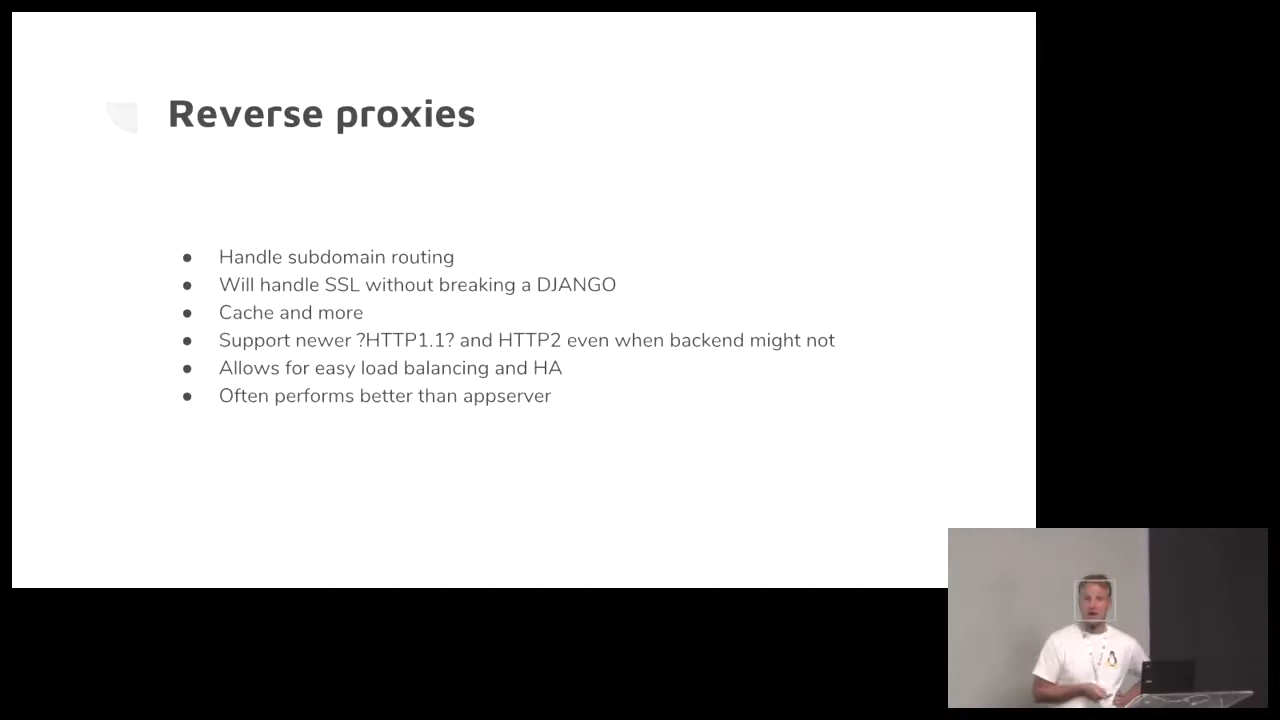 Reverse proxies
● Handle subdomain routing
● Will handle SSL without breaking a DJANGO
● Cache and more
● Support newer ?HTTP1.1? and HTTP2 even when backend might not
● Allows for easy load balancing and HA
● Often performs better than appserver